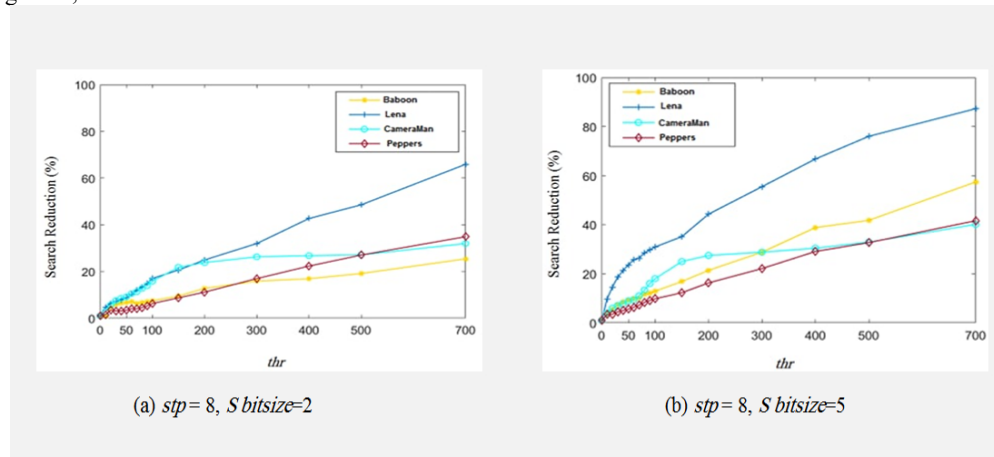 100
80
60
40
20
0
Search Reduction (%)
Baboon
Lena
CameraMan
Peppers
0 50 100 200 300 400 500 700
thr
(a) stp = 8, S bitsize=2
100
80
60
40
20
0
Search Reduction (%)
Baboon
Lena
CameraMan
Peppers
0 50 100 200 300 400 500 700
thr
(b) stp = 8, S bitsize=5